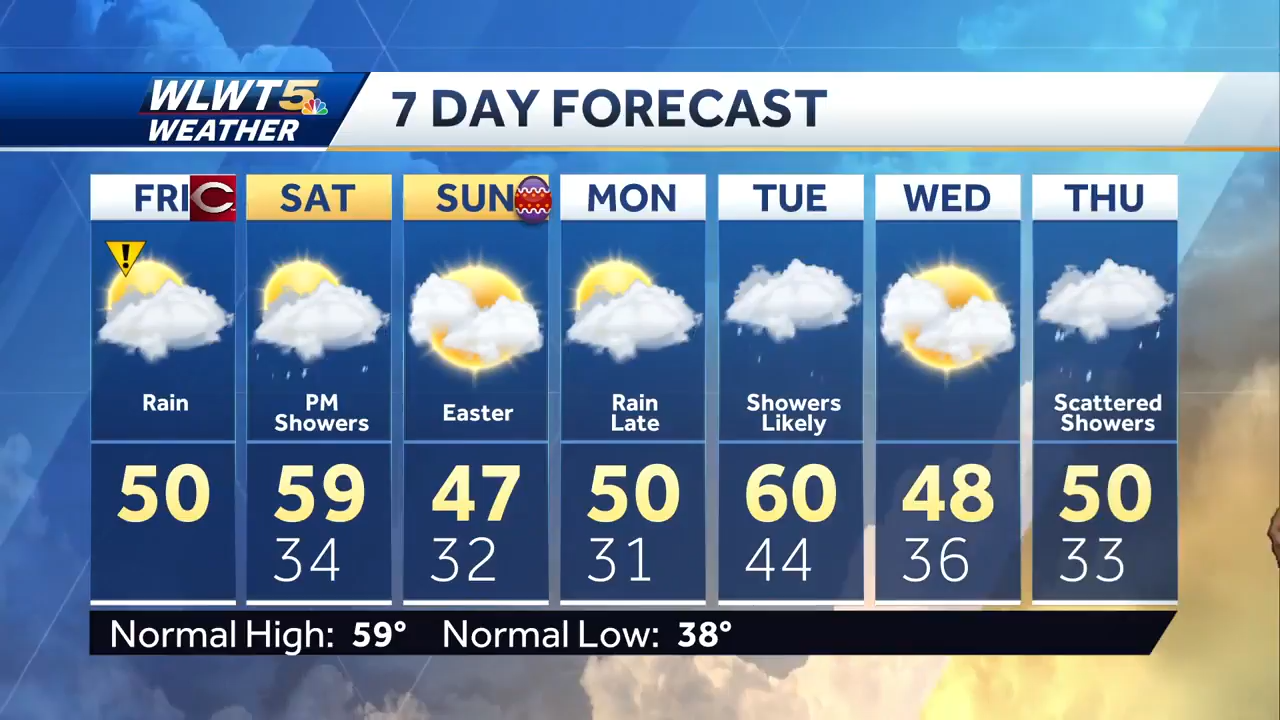 WLWT5
WEATHER
7 DAY FORECAST
FRI C
SAT
SUN
MON
TUE
WED
THU
!
Rain
PM
Showers
Easter
Rain
Late
Showers
Likely
Scattered
Showers
50
59
47
50
60
48
50
34
32
31
44
36
33
Normal High: 59° Normal Low: 38°